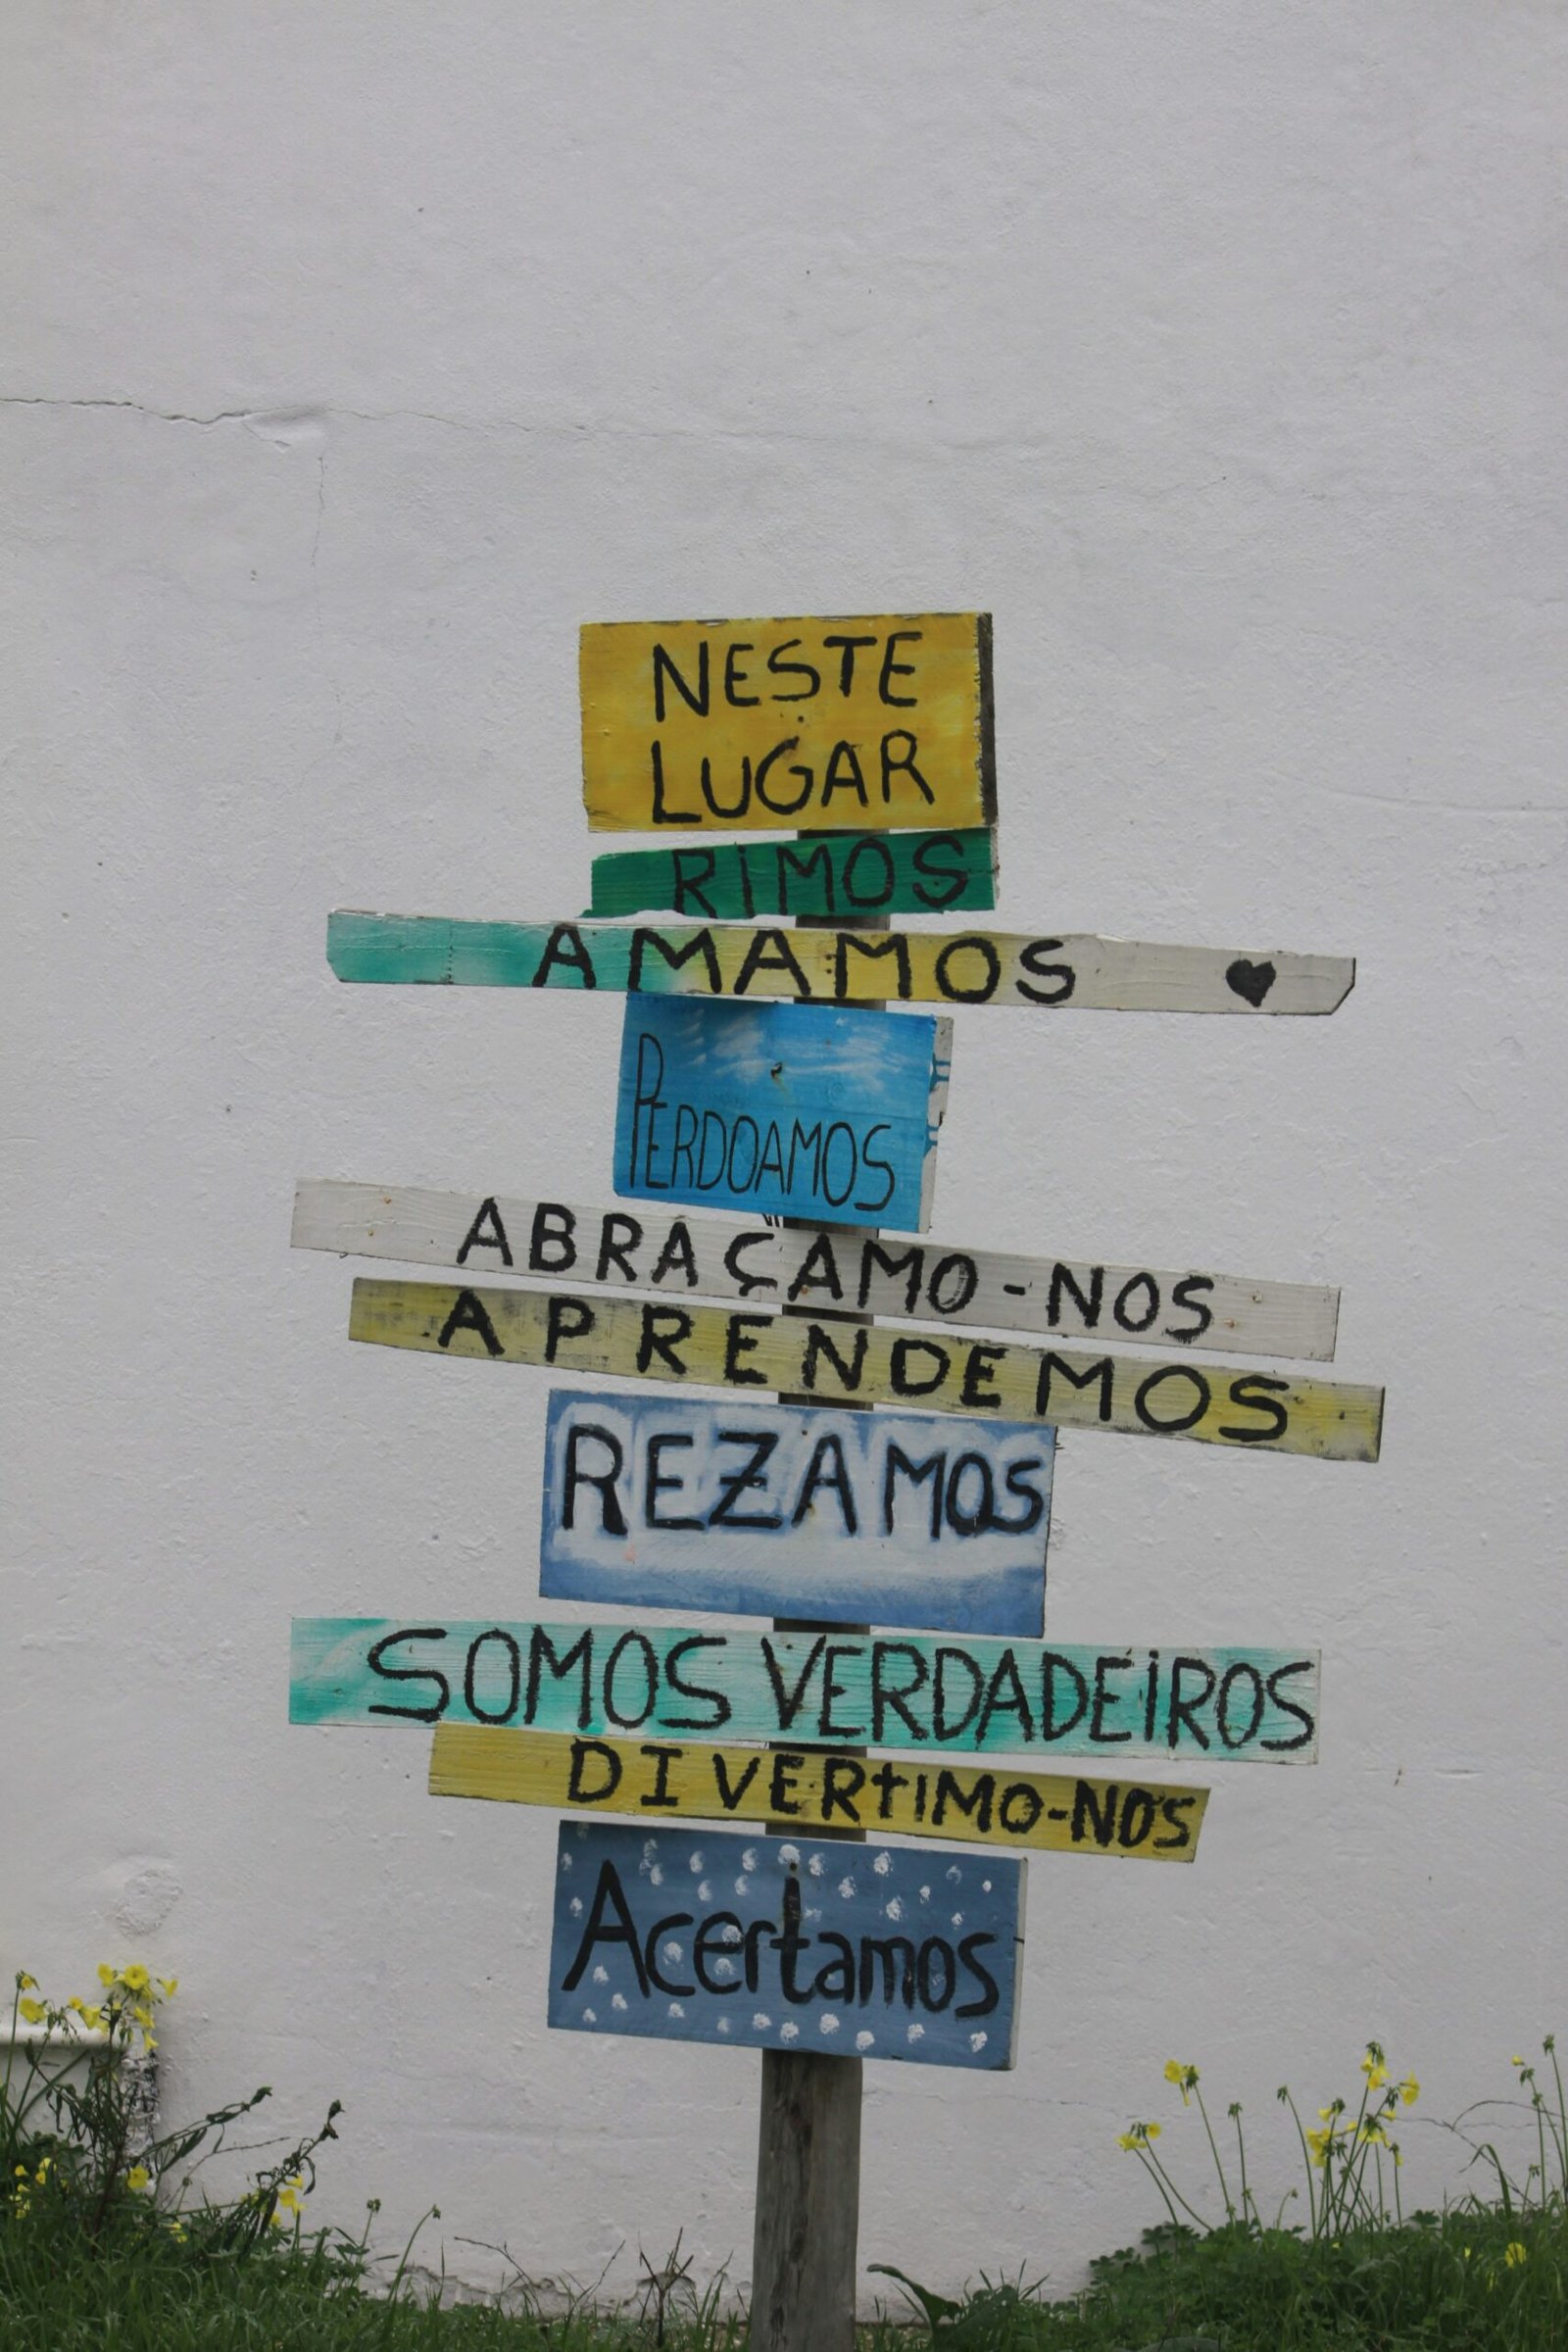 NESTE
LUGAR
RiMOS
AMAMOS ♥
PERDOAMOS
ABRAÇAMO-NOS
APRENDEMOS
REZAMOS
SOMOS VERDADEiROS
DIVERtIMO-NOS
Acertamos